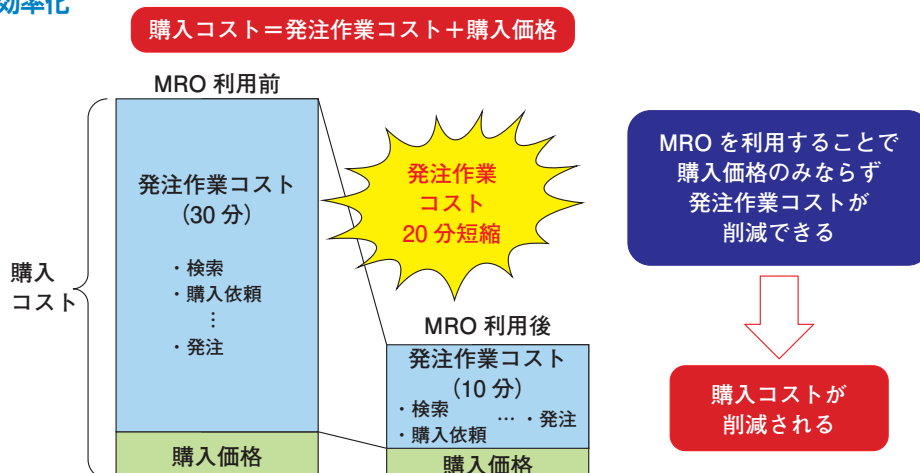 効率化
購入コスト＝発注作業コスト＋購入価格
MRO 利用前
発注作業コスト
（30 分）
・検索
・購入依頼
⋮
・発注
購入価格
購入
コスト
発注作業
コスト
20 分短縮
MRO 利用後
発注作業コスト
（10 分）
・検索 … ・発注
・購入依頼
購入価格
MRO を利用することで
購入価格のみならず
発注作業コストが
削減できる
購入コストが
削減される